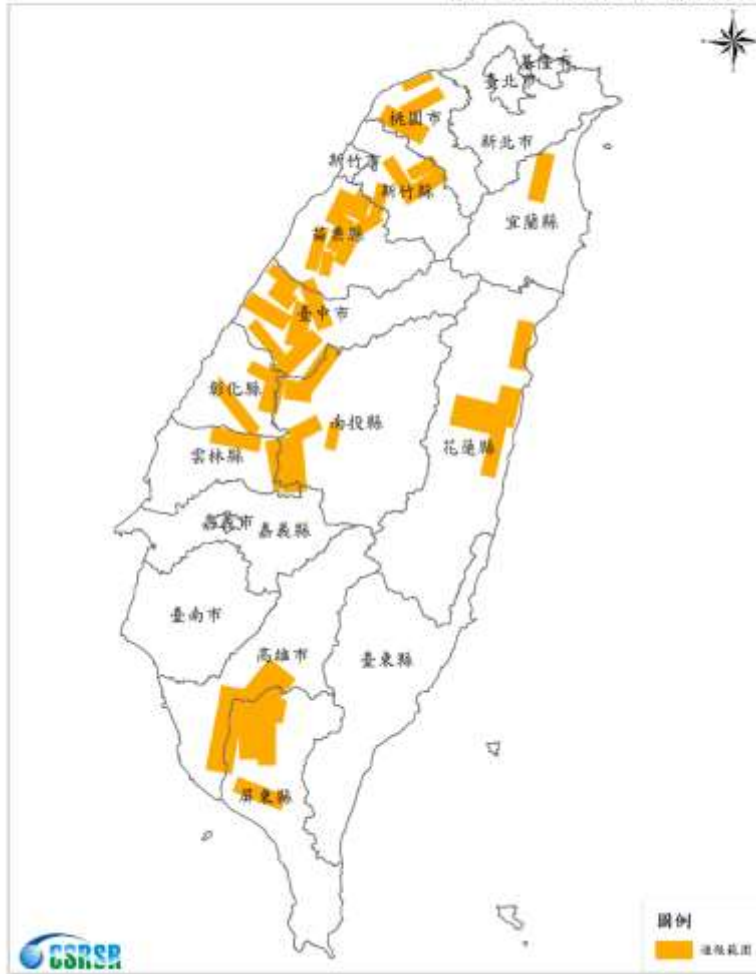 基隆市
臺北市
桃園市
新北市
新竹市
新竹縣
宜蘭縣
苗栗縣
臺中市
彰化縣
南投縣
花蓮縣
雲林縣
嘉義市
嘉義縣
臺南市
高雄市
臺東縣
屏東縣
圖例
CSRSR